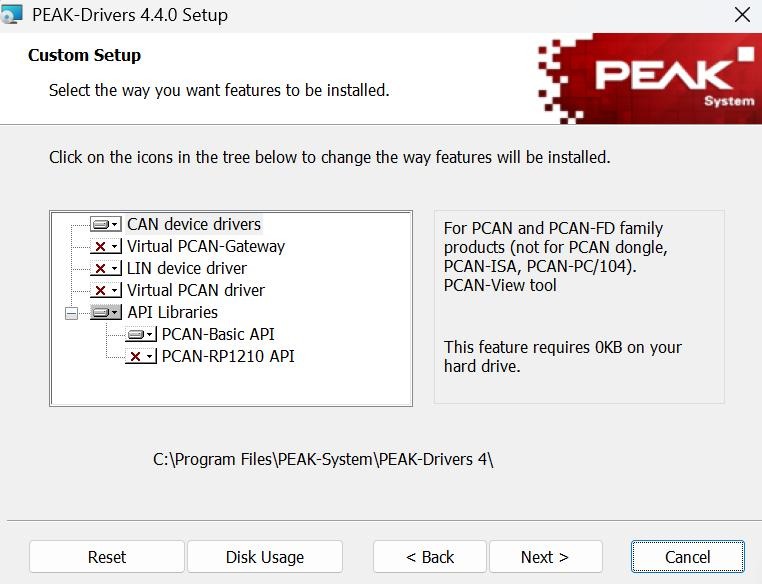 PEAK-Drivers 4.4.0 Setup
Custom Setup
Select the way you want features to be installed.
PEAK
System
Click on the icons in the tree below to change the way features will be installed.
CAN device drivers
Virtual PCAN-Gateway
LIN device driver
Virtual PCAN driver
API Libraries
PCAN-Basic API
PCAN-RP1210 API
For PCAN and PCAN-FD family
products (not for PCAN dongle,
PCAN-ISA, PCAN-PC/104).
PCAN-View tool
This feature requires 0KB on your
hard drive.
C:\Program Files\PEAK-System\PEAK-Drivers 4\
Reset
Disk Usage
< Back
Next >
Cancel